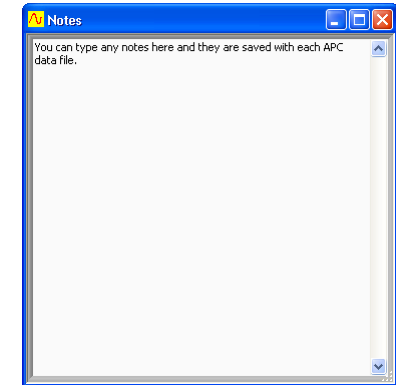 Notes
You can type any notes here and they are saved with each APC
data file.